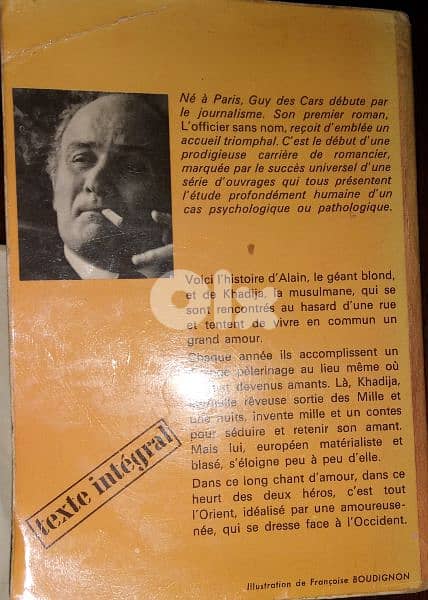 Né à Paris, Guy des Cars débute par
le journalisme. Son premier roman,
L'officier sans nom, reçoit d'emblée un
accueil triomphal. C'est le début d'une
prodigieuse carrière de romancier,
marquée par le succès universel d'une
série d'ouvrages qui tous présentent
l'étude profondément humaine d'un
cas psychologique ou pathologique.
Voici l'histoire d'Alain, le géant blond,
et de Khadija, la musulmane, qui se
sont rencontrés au hasard d'une rue
et tentent de vivre en commun un
grand amour.
Chaque année ils accomplissent un
pèlerinage au lieu même où
devenus amants. Là, Khadija,
rêveuse sortie des Mille et
une nuits, invente mille et un contes
pour séduire et retenir son amant.
Mais lui, européen matérialiste et
blasé, s'éloigne peu à peu d'elle.
Dans ce long chant d'amour, dans ce
heurt des deux héros, c'est tout
l'Orient, idéalisé par une amoureuse-
née, qui se dresse face à l'Occident.
texte intégral
Illustration de Françoise BOUDIGNON
olx